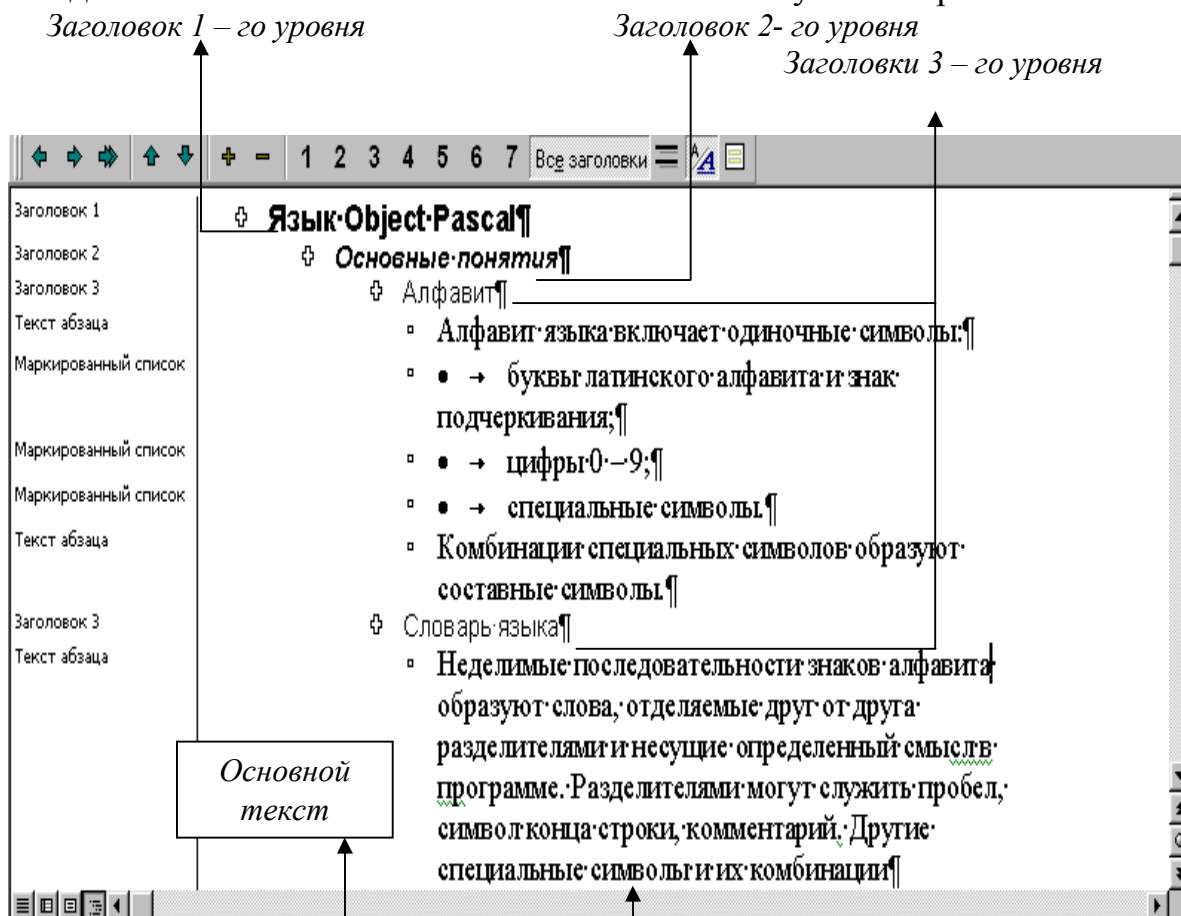 Заголовок 1 – го уровня
Заголовок 2- го уровня
Заголовки 3 – го уровня
1 2 3 4 5 6 7 Все заголовки
Заголовок 1
Язык·Object·Pascal¶
Заголовок 2
Основные·понятия¶
Заголовок 3
Алфавит¶
Текст абзаца
Алфавит·языка·включает·одиночные·символы:¶
Маркированный список
• → буквы·латинского·алфавита·и·знак·
подчеркивания;¶
Маркированный список
• → цифры·0·–·9;¶
Маркированный список
• → специальные·символы.¶
Текст абзаца
Комбинации·специальных·символов·образуют·
составные·символы.¶
Заголовок 3
Словарь·языка¶
Текст абзаца
Неделимые·последовательности·знаков·алфавита·
образуют·слова,·отделяемые·друг·от·друга·
разделителями·и·несущие·определенный·смысл·в·
программе.·Разделителями·могут·служить·пробел,·
символ·конца·строки,·комментарий.·Другие·
специальные·символы·и·их·комбинации¶
Основной
текст